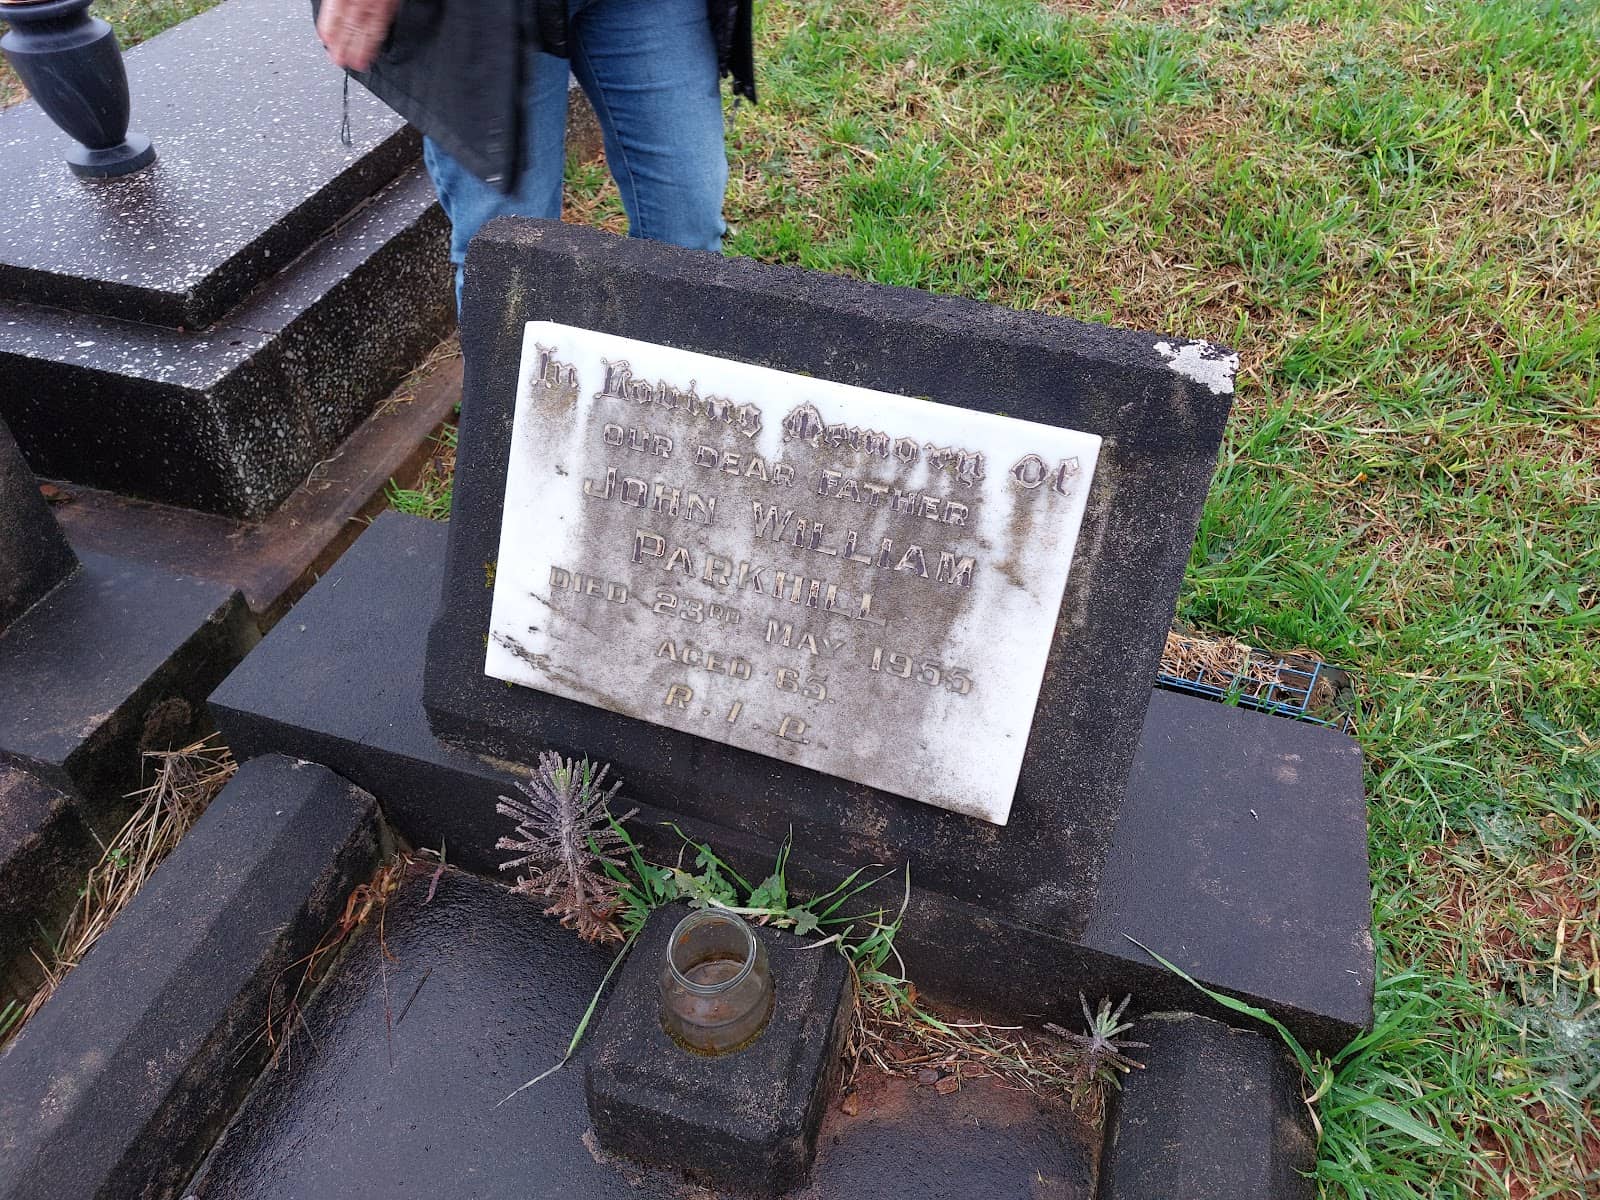 In Loving Memory of
OUR DEAR FATHER
JOHN WILLIAM
PARKHILL
DIED 23RD MAY 1955
AGED 65.
R.I.P.